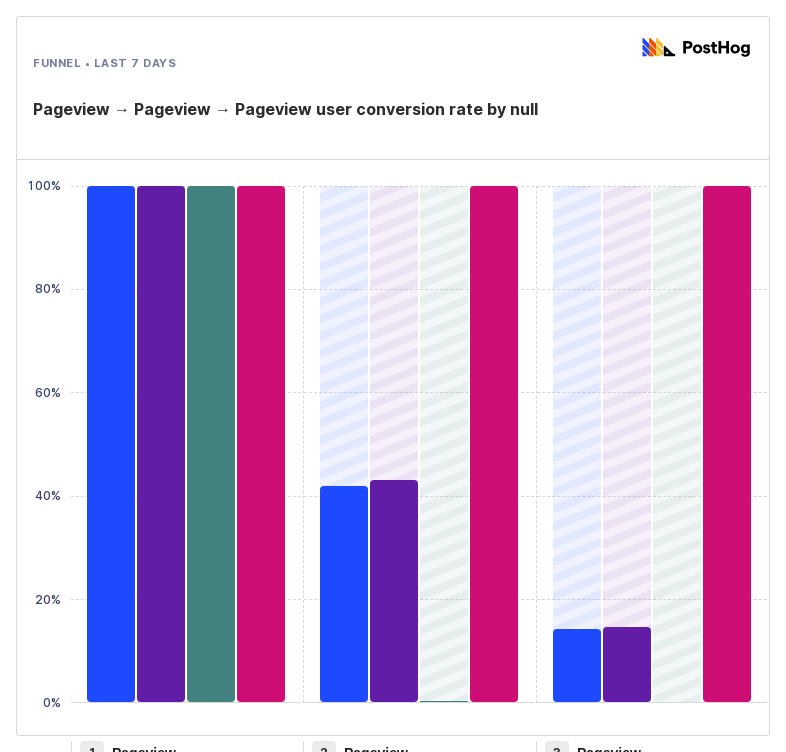 PostHog
FUNNEL • LAST 7 DAYS
Pageview → Pageview → Pageview user conversion rate by null
100%
80%
60%
40%
20%
0%
1 Pageview
2 Pageview
3 Pageview